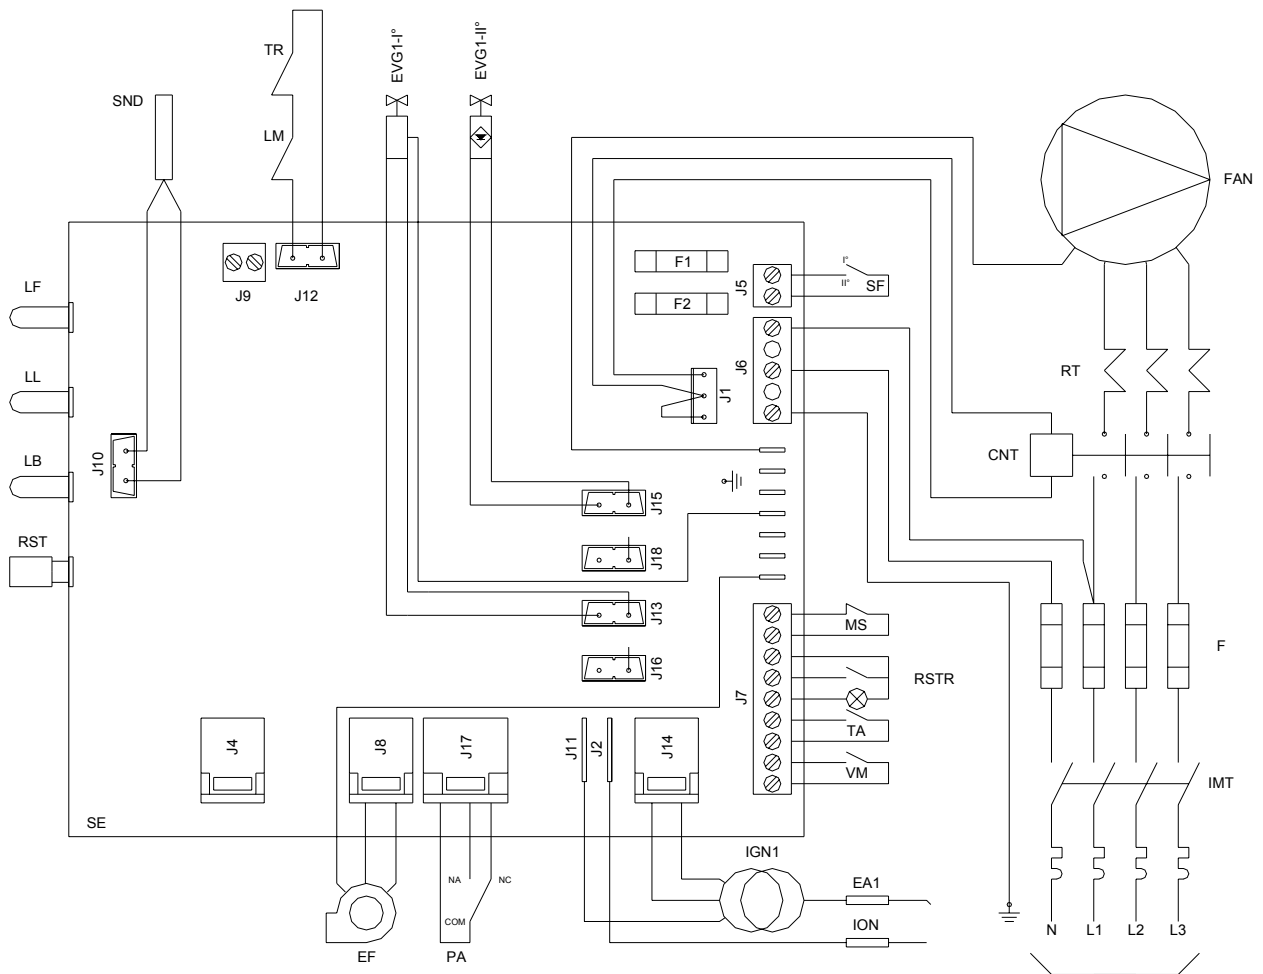 EVG1-I°
EVG1-II°
TR
SND
LM
FAN
F1
J5
I°
II°
SF
LF
J9
J12
F2
J6
RT
LL
J1
LB
J10
CNT
J15
RST
J18
J13
MS
J16
RSTR
F
J7
TA
J4
J8
J17
J11
J2
J14
VM
IMT
SE
IGN1
NA
NC
EA1
COM
ION
N
L1
L2
L3
EF
PA